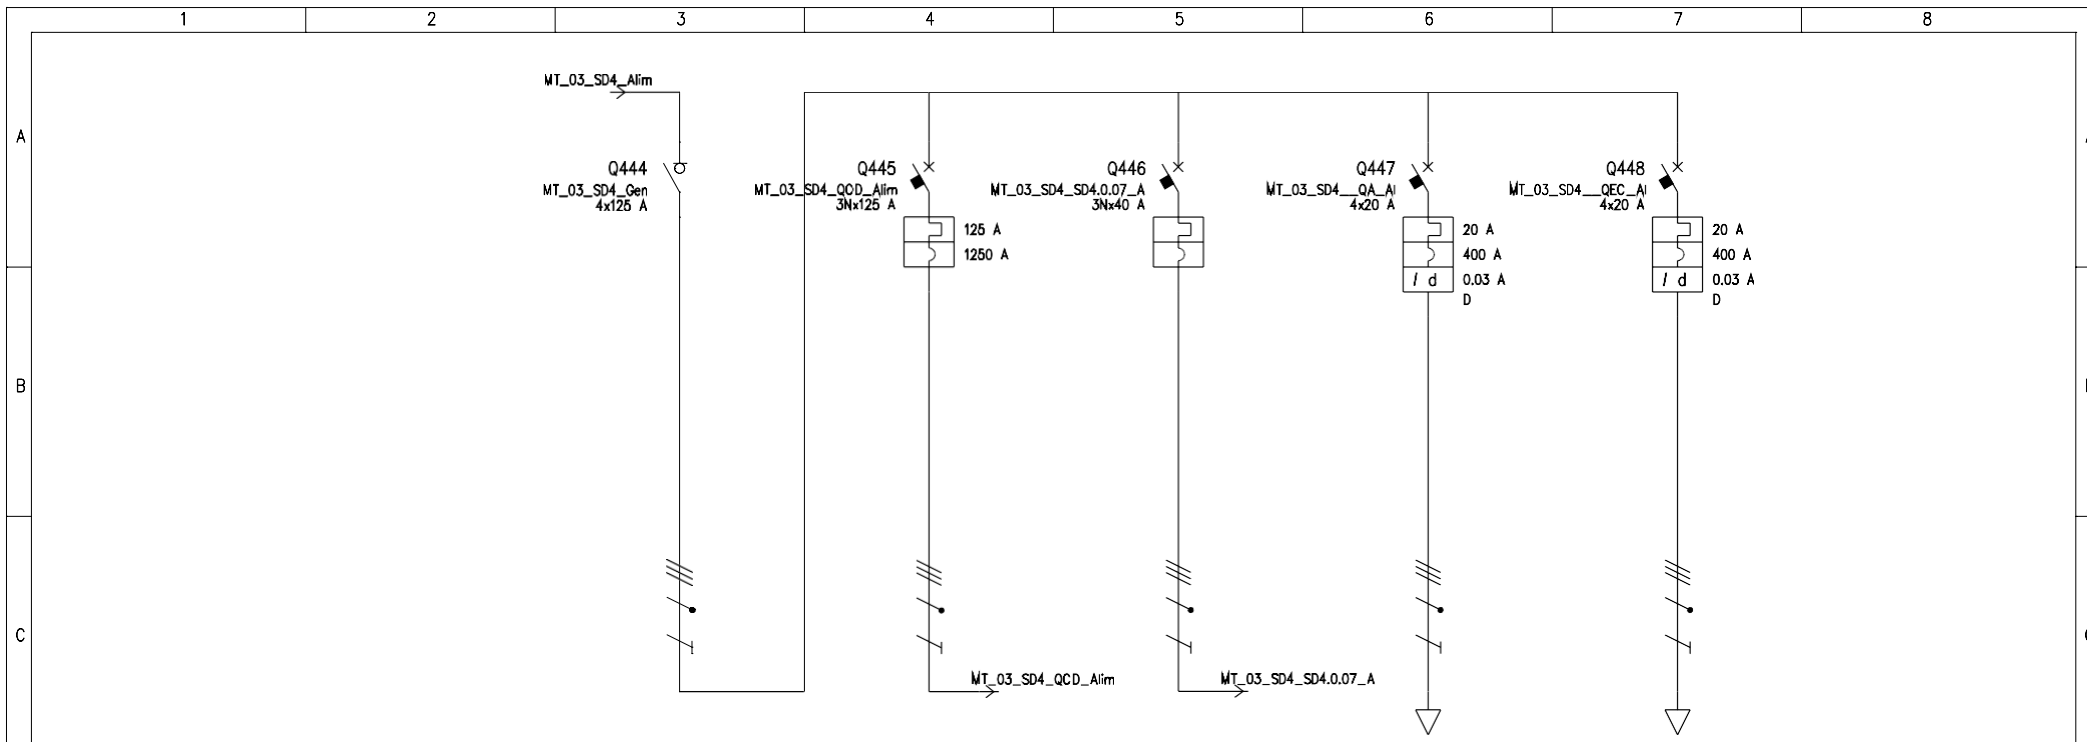 1 2 3 4 5 6 7 8
MT_03_SD4_Alim
A
Q444
MT_03_SD4_Gen
4x125 A
Q445
MT_03_SD4_QCD_Alim
3Nx125 A
125 A
1250 A
Q446
MT_03_SD4_SD4.0.07_A
3Nx40 A
Q447
MT_03_SD4__QA_Al
4x20 A
20 A
400 A
I d 0.03 A
D
Q448
MT_03_SD4__QEC_Al
4x20 A
20 A
400 A
I d 0.03 A
D
B
C
MT_03_SD4_QCD_Alim
MT_03_SD4_SD4.0.07_A